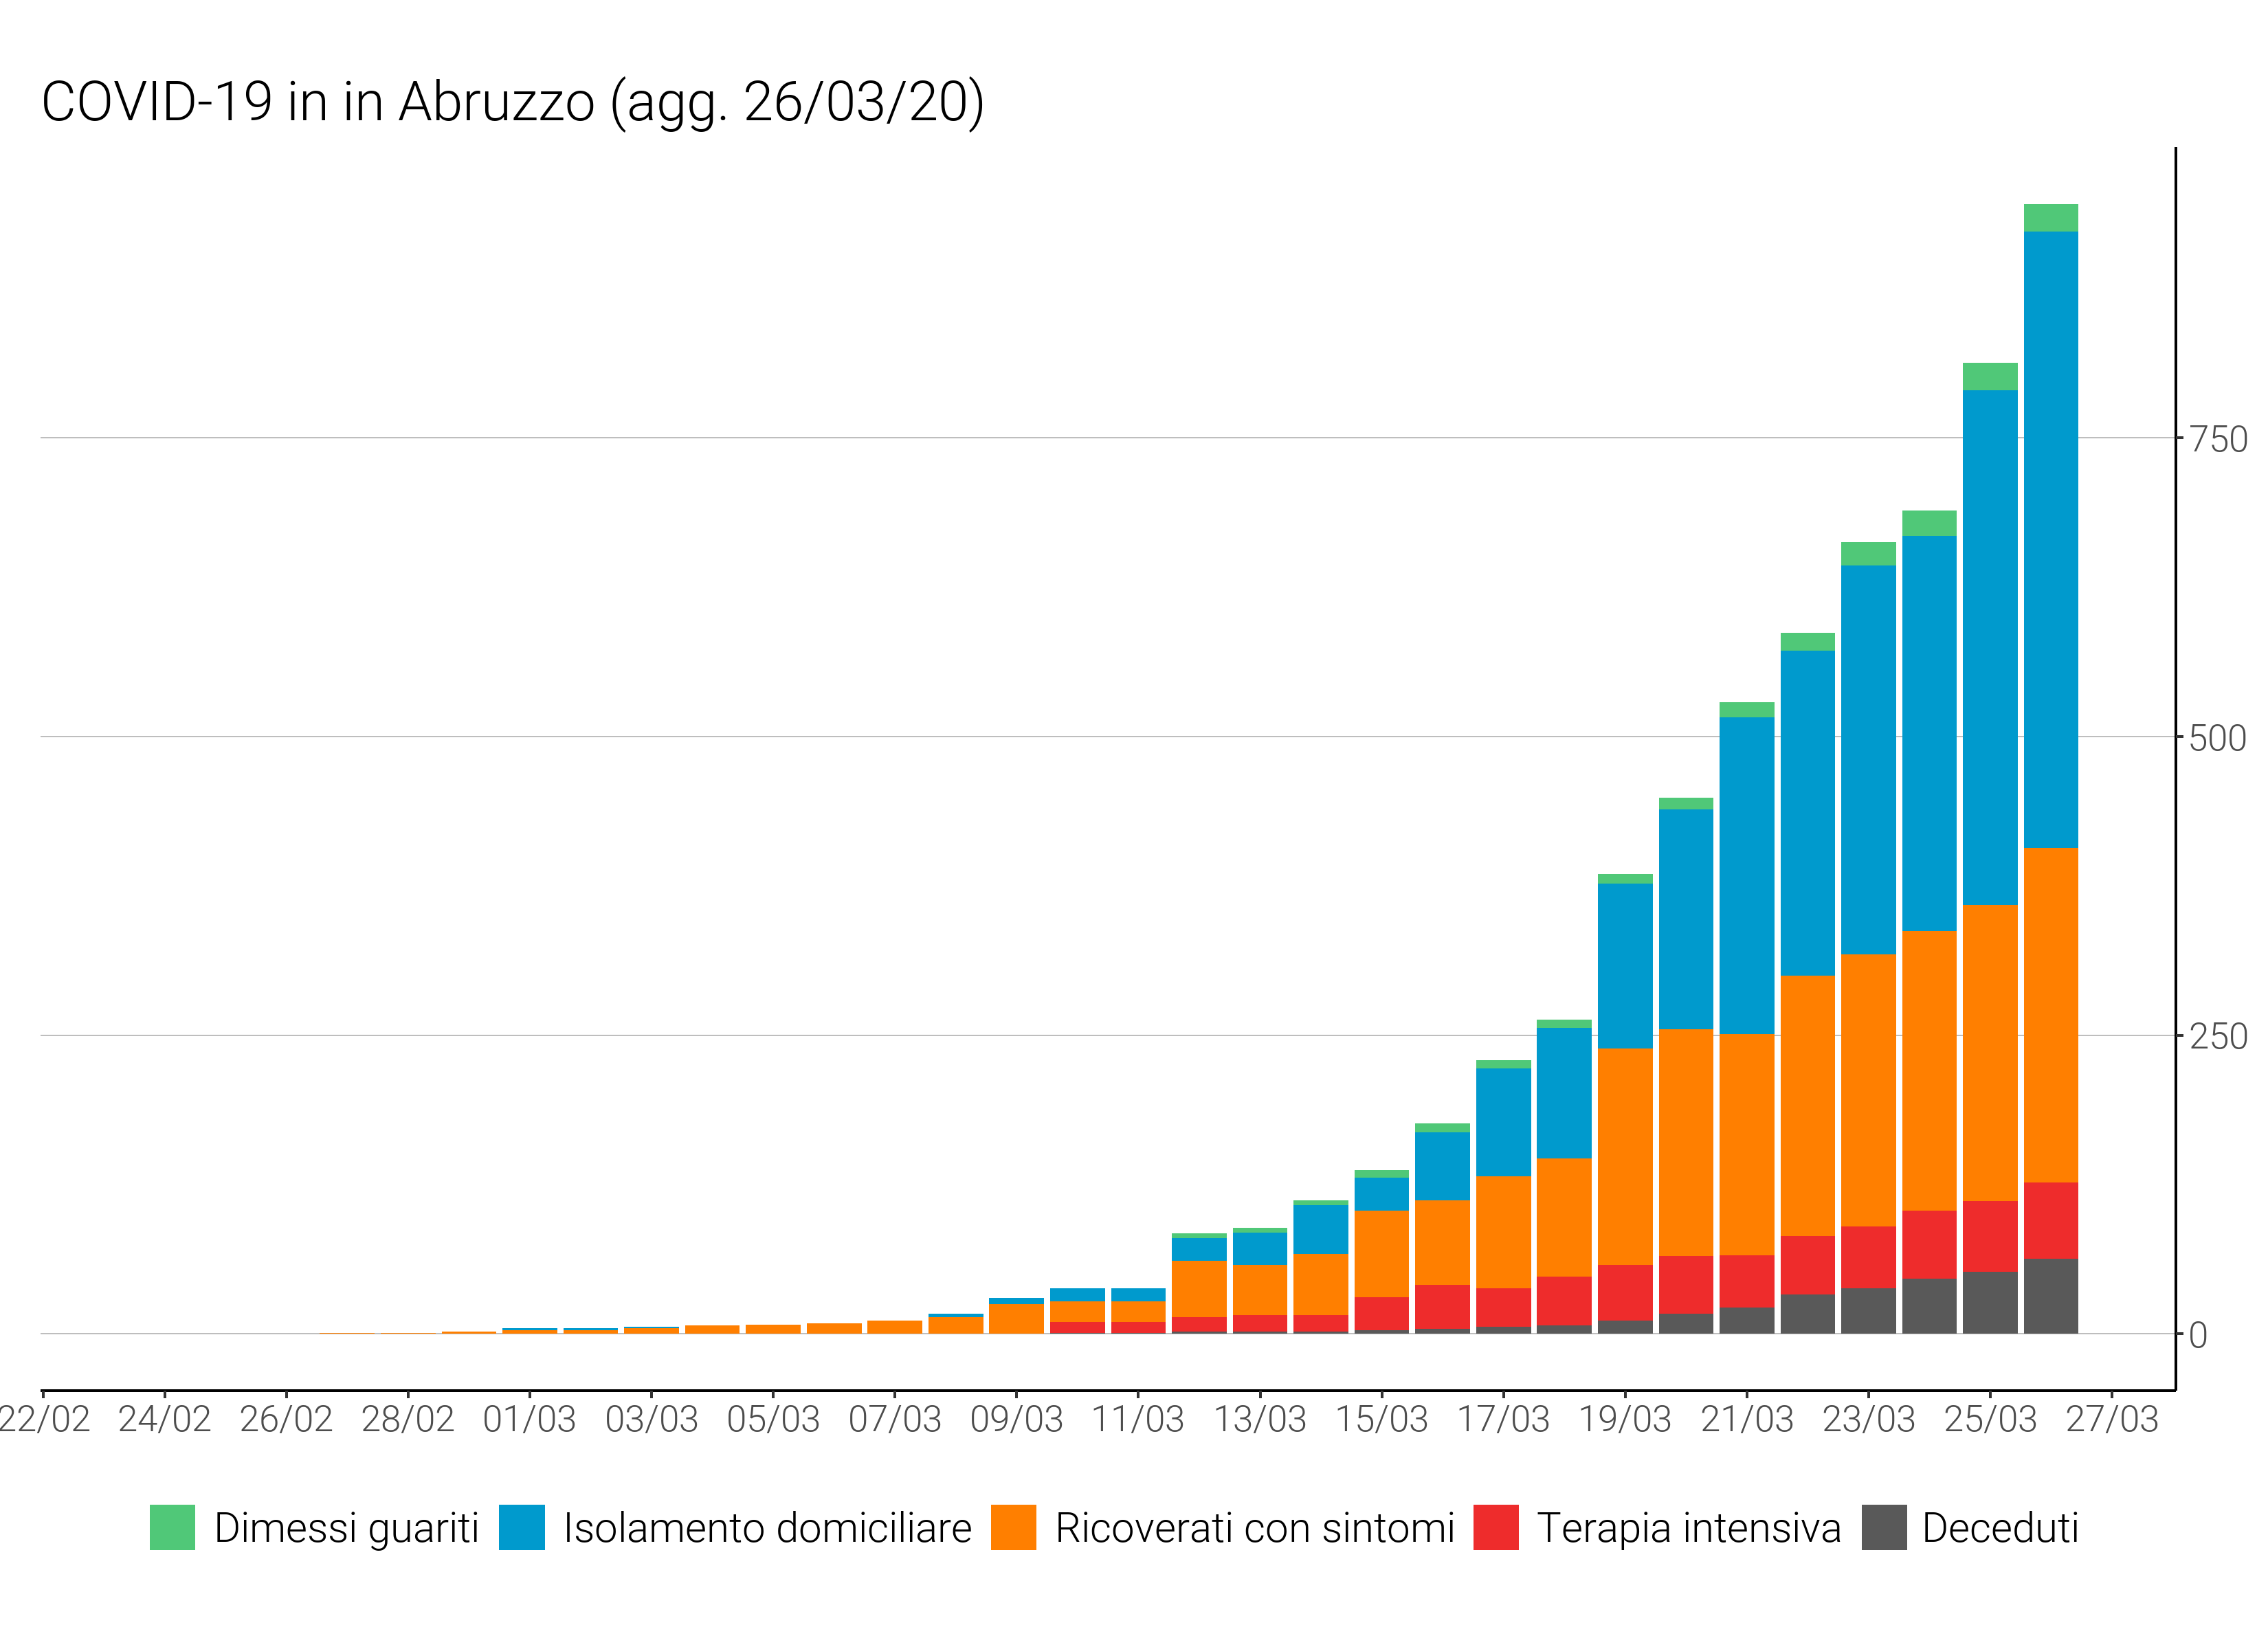 COVID-19 in in Abruzzo (agg. 26/03/20)
750
500
250
0
22/02 24/02 26/02 28/02 01/03 03/03 05/03 07/03 09/03 11/03 13/03 15/03 17/03 19/03 21/03 23/03 25/03 27/03
Dimessi guariti Isolamento domiciliare Ricoverati con sintomi Terapia intensiva Deceduti